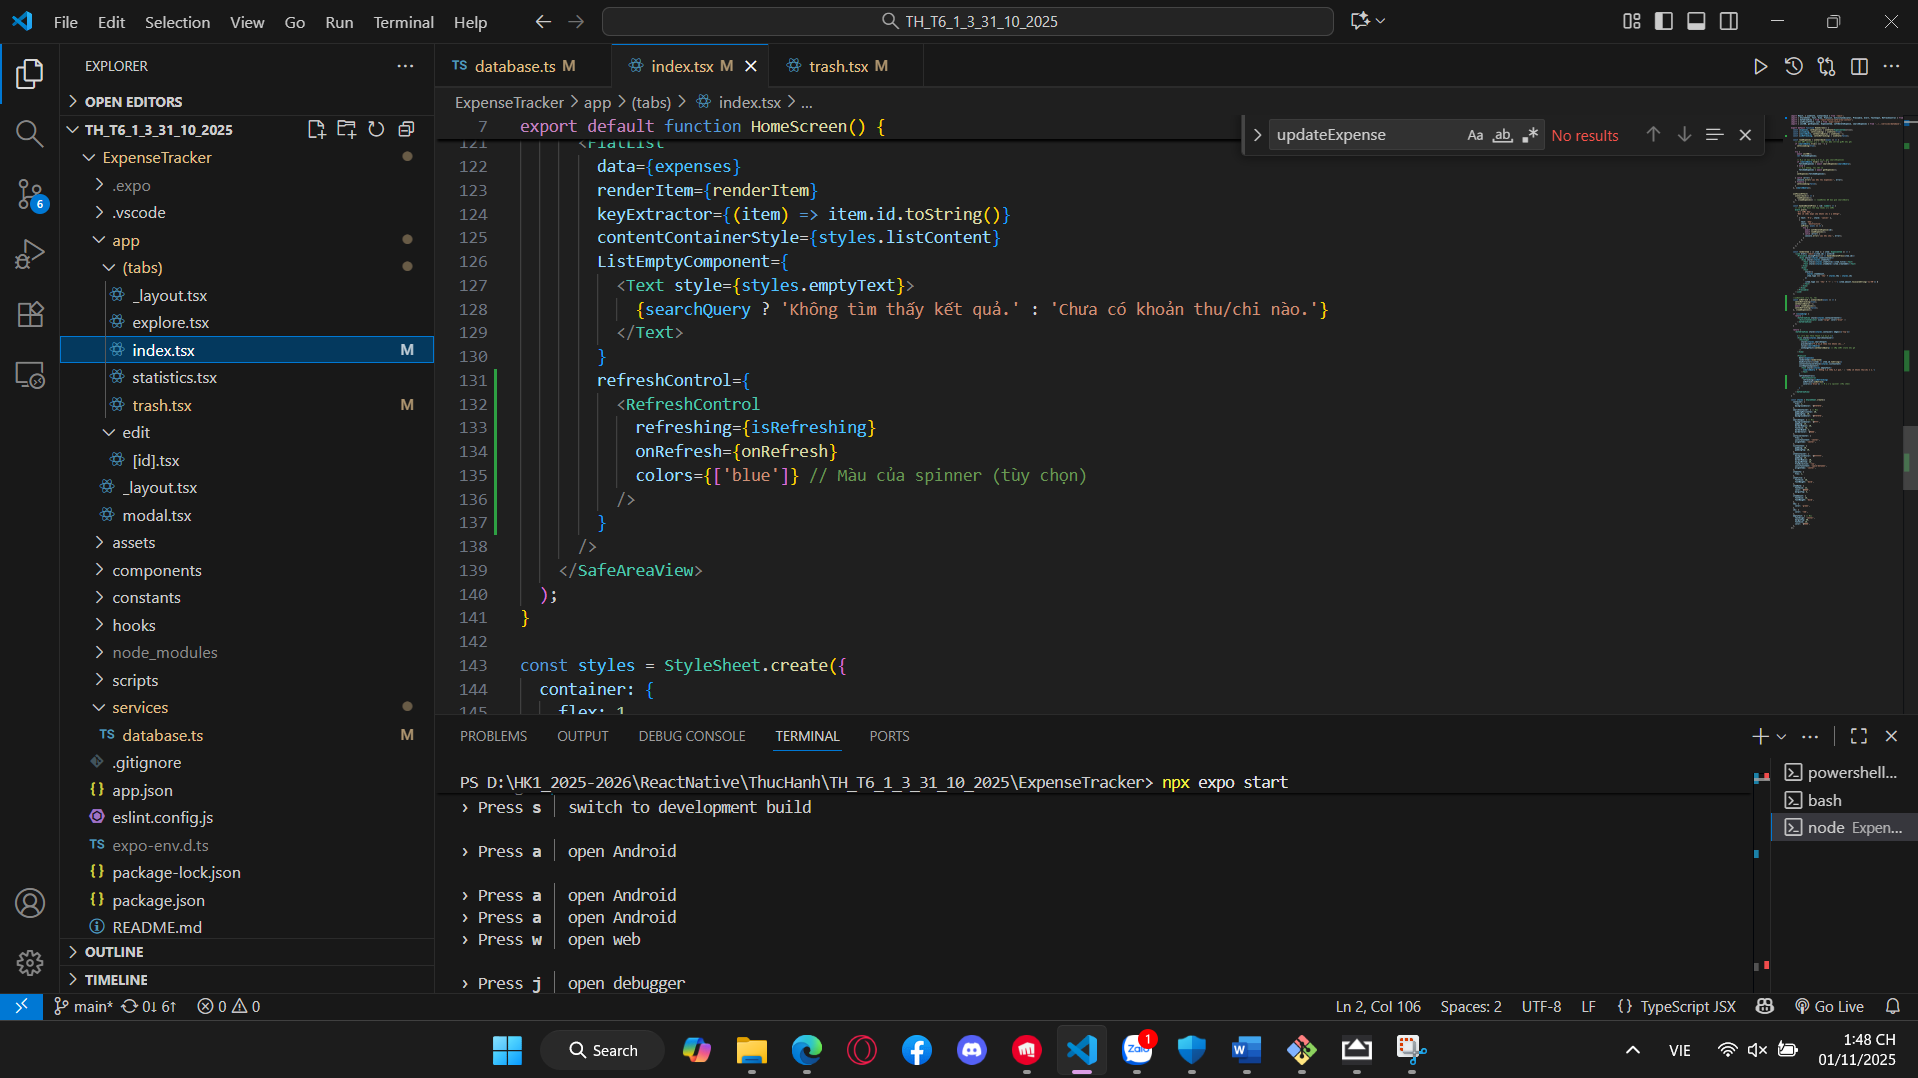 File Edit Selection View Go Run Terminal Help
TH_T6_1_3_31_10_2025
EXPLORER
OPEN EDITORS
TH_T6_1_3_31_10_2025
ExpenseTracker
.expo
.vscode
app
(tabs)
_layout.tsx
explore.tsx
index.tsx M
statistics.tsx
trash.tsx M
edit
[id].tsx
_layout.tsx
modal.tsx
assets
components
constants
hooks
node_modules
scripts
services
TS database.ts M
.gitignore
{} app.json
eslint.config.js
TS expo-env.d.ts
{} package-lock.json
{} package.json
README.md
OUTLINE
TIMELINE
6
TS database.ts M
index.tsx M
trash.tsx M
ExpenseTracker > app > (tabs) > index.tsx > ...
updateExpense Aa ab No results
7 export default function HomeScreen() {
121 <FlatList
122 data={expenses}
123 renderItem={renderItem}
124 keyExtractor={(item) => item.id.toString()}
125 contentContainerStyle={styles.listContent}
126 ListEmptyComponent={
127 <Text style={styles.emptyText}>
128 {searchQuery ? 'Không tìm thấy kết quả.' : 'Chưa có khoản thu/chi nào.'}
129 </Text>
130 }
131 refreshControl={
132 <RefreshControl
133 refreshing={isRefreshing}
134 onRefresh={onRefresh}
135 colors={['blue']} // Màu của spinner (tùy chọn)
136 />
137 }
138 />
139 </SafeAreaView>
140 );
141 }
142
143 const styles = StyleSheet.create({
144 container: {
145 flex: 1
PROBLEMS OUTPUT DEBUG CONSOLE TERMINAL PORTS
PS D:\HK1_2025-2026\ReactNative\ThucHanh\TH_T6_1_3_31_10_2025\ExpenseTracker> npx expo start
› Press s │ switch to development build
› Press a │ open Android
› Press a │ open Android
› Press a │ open Android
› Press w │ open web
› Press j │ open debugger
powershell...
bash
node Expen...
main* 0↓ 6↑ 0 0
Ln 2, Col 106 Spaces: 2 UTF-8 LF {} TypeScript JSX Go Live
Search
Zalo
1
VIE
1:48 CH
01/11/2025